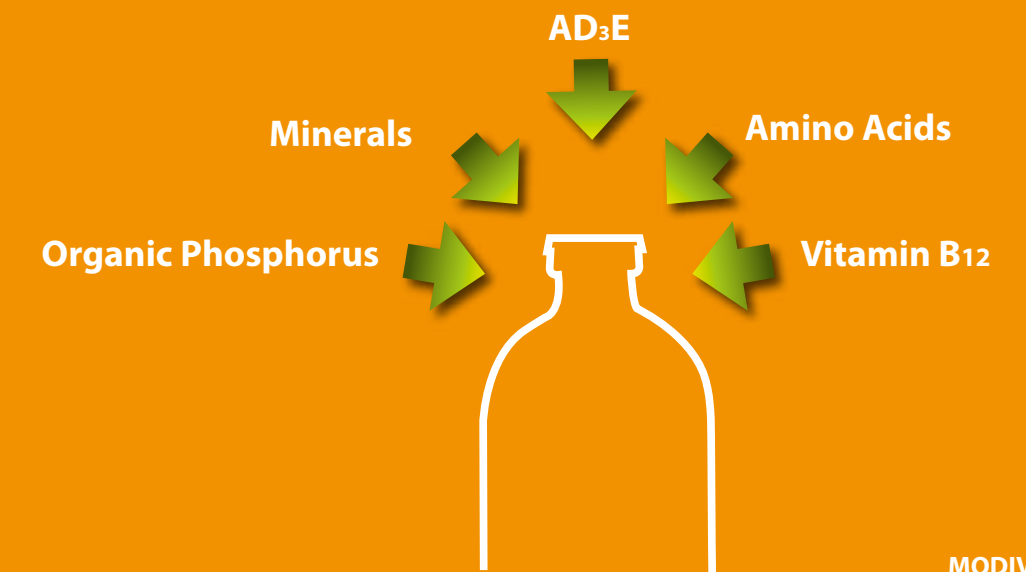 AD₃E
Minerals
Amino Acids
Organic Phosphorus
Vitamin B₁₂